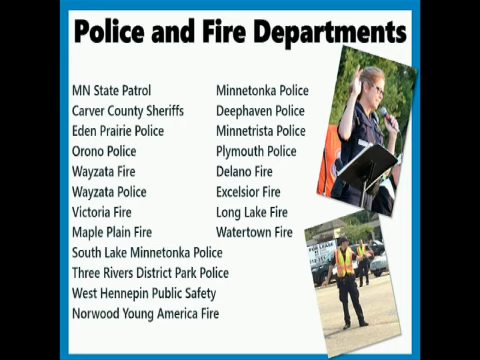 Police and Fire Departments
MN State Patrol
Carver County Sheriffs
Eden Prairie Police
Orono Police
Wayzata Fire
Wayzata Police
Victoria Fire
Maple Plain Fire
South Lake Minnetonka Police
Three Rivers District Park Police
West Hennepin Public Safety
Norwood Young America Fire
Minnetonka Police
Deephaven Police
Minnetrista Police
Plymouth Police
Delano Fire
Excelsior Fire
Long Lake Fire
Watertown Fire